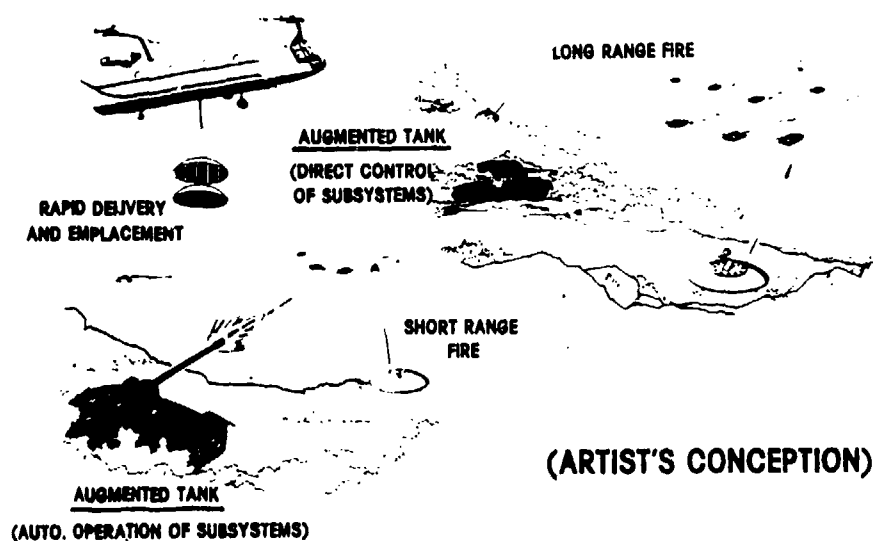 LONG RANGE FIRE
AUGMENTED TANK
(DIRECT CONTROL
OF SUBSYSTEMS)
RAPID DELIVERY
AND EMPLACEMENT
SHORT RANGE
FIRE
(ARTIST'S CONCEPTION)
AUGMENTED TANK
(AUTO. OPERATION OF SUBSYSTEMS)